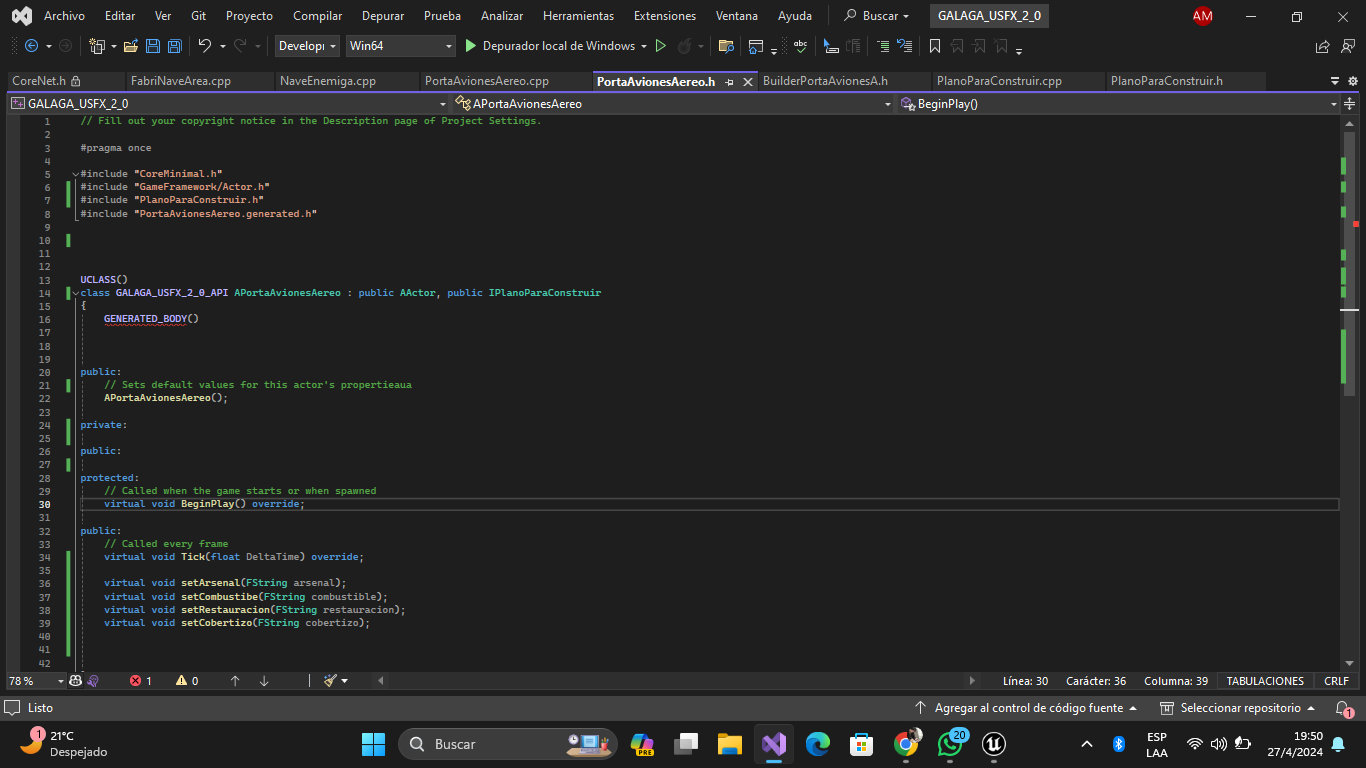 Archivo Editar Ver Git Proyecto Compilar Depurar Prueba Analizar Herramientas Extensiones Ventana Ayuda Buscar GALAGA_USFX_2_0 AM
Developr Win64 Depurador local de Windows
CoreNet.h FabriNaveArea.cpp NaveEnemiga.cpp PortaAvionesAereo.cpp PortaAvionesAereo.h BuilderPortaAvionesA.h PlanoParaConstruir.cpp PlanoParaConstruir.h
GALAGA_USFX_2_0 APortaAvionesAereo BeginPlay()
1 // Fill out your copyright notice in the Description page of Project Settings.
2
3 #pragma once
4
5 #include "CoreMinimal.h"
6 #include "GameFramework/Actor.h"
7 #include "PlanoParaConstruir.h"
8 #include "PortaAvionesAereo.generated.h"
9
10
11
12
13 UCLASS()
14 class GALAGA_USFX_2_0_API APortaAvionesAereo : public AActor, public IPlanoParaConstruir
15 {
16 GENERATED_BODY()
17
18
19
20 public:
21 // Sets default values for this actor's propertieaua
22 APortaAvionesAereo();
23
24 private:
25
26 public:
27
28 protected:
29 // Called when the game starts or when spawned
30 virtual void BeginPlay() override;
31
32 public:
33 // Called every frame
34 virtual void Tick(float DeltaTime) override;
35
36 virtual void setArsenal(FString arsenal);
37 virtual void setCombustibe(FString combustible);
38 virtual void setRestauracion(FString restauracion);
39 virtual void setCobertizo(FString cobertizo);
40
41
42
78 % 1 0 Línea: 30 Carácter: 36 Columna: 39 TABULACIONES CRLF
Listo Agregar al control de código fuente Seleccionar repositorio 1
1 21°C
Despejado
Buscar
PRE
20
ESP
LAA
19:50
27/4/2024